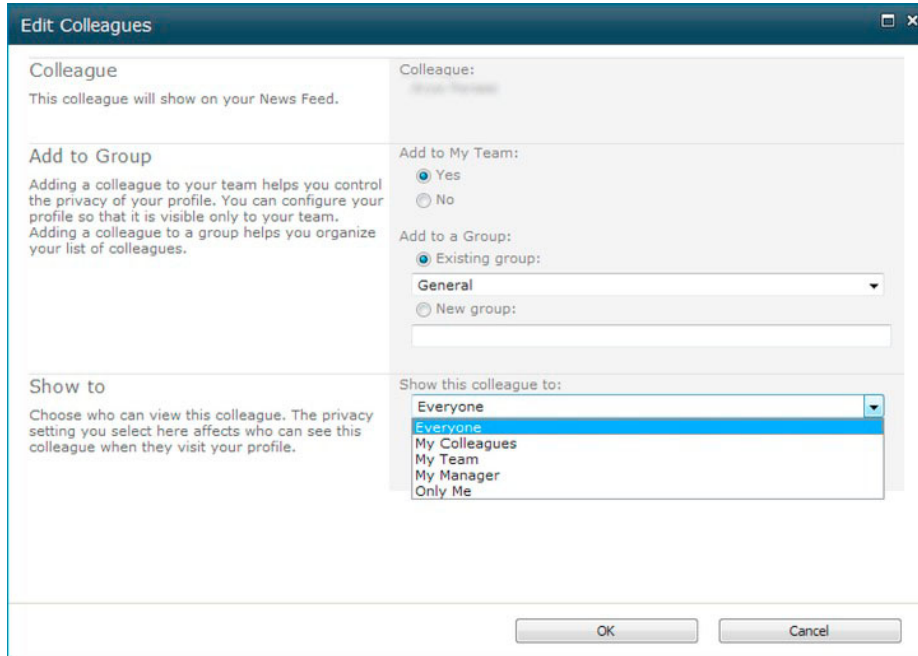 Edit Colleagues
Colleague
This colleague will show on your News Feed.
Colleague:
Add to Group
Adding a colleague to your team helps you control
the privacy of your profile. You can configure your
profile so that it is visible only to your team.
Adding a colleague to a group helps you organize
your list of colleagues.
Add to My Team:
Yes
No
Add to a Group:
Existing group:
General
New group:
Show to
Choose who can view this colleague. The privacy
setting you select here affects who can see this
colleague when they visit your profile.
Show this colleague to:
Everyone
Everyone
My Colleagues
My Team
My Manager
Only Me
OK
Cancel